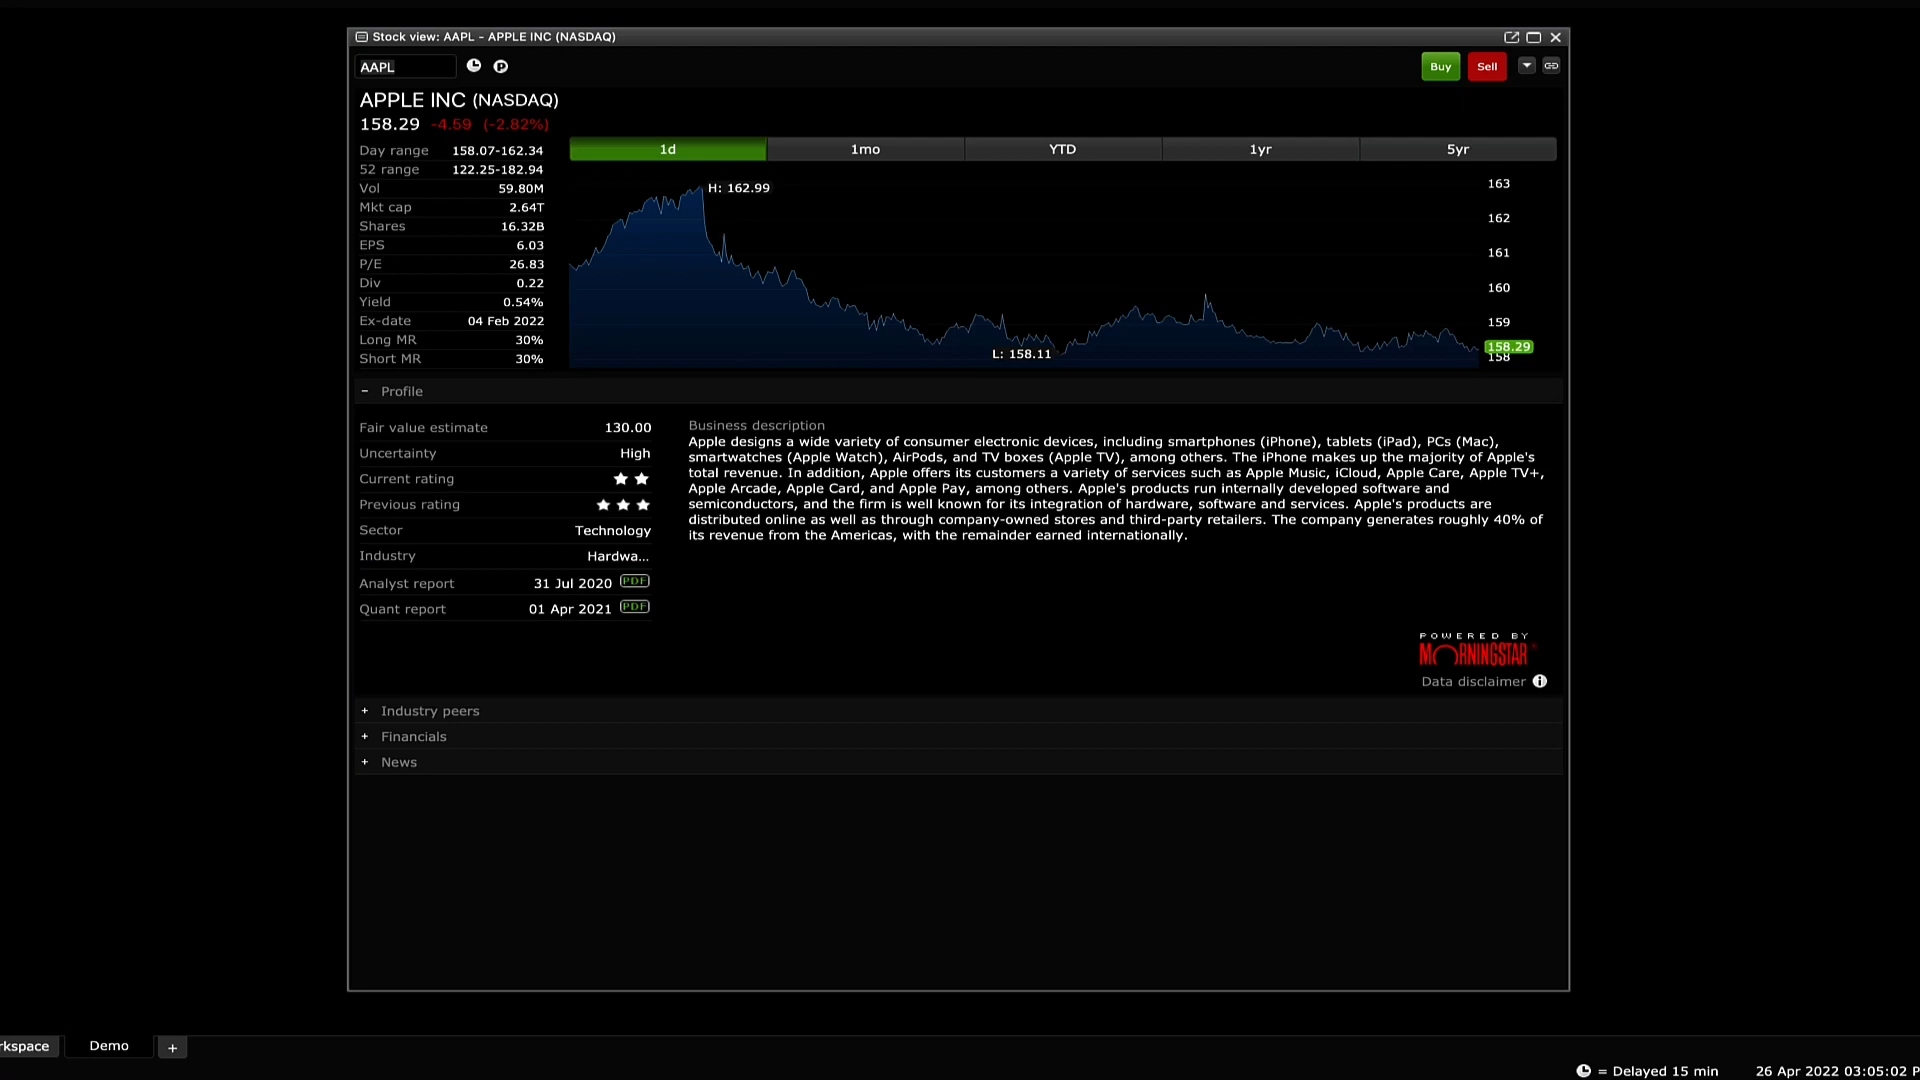 Stock view: AAPL - APPLE INC (NASDAQ)
AAPL
Buy
Sell
APPLE INC (NASDAQ)
158.29 -4.59 (-2.82%)
Day range 158.07-162.34
52 range 122.25-182.94
Vol 59.80M
Mkt cap 2.64T
Shares 16.32B
EPS 6.03
P/E 26.83
Div 0.22
Yield 0.54%
Ex-date 04 Feb 2022
Long MR 30%
Short MR 30%
1d 1mo YTD 1yr 5yr
H: 162.99
L: 158.11
163
162
161
160
159
158.29
158
- Profile
Fair value estimate 130.00
Uncertainty High
Current rating
Previous rating
Sector Technology
Industry Hardwa...
Analyst report 31 Jul 2020 PDF
Quant report 01 Apr 2021 PDF
Business description
Apple designs a wide variety of consumer electronic devices, including smartphones (iPhone), tablets (iPad), PCs (Mac),
smartwatches (Apple Watch), AirPods, and TV boxes (Apple TV), among others. The iPhone makes up the majority of Apple's
total revenue. In addition, Apple offers its customers a variety of services such as Apple Music, iCloud, Apple Care, Apple TV+,
Apple Arcade, Apple Card, and Apple Pay, among others. Apple's products run internally developed software and
semiconductors, and the firm is well known for its integration of hardware, software and services. Apple's products are
distributed online as well as through company-owned stores and third-party retailers. The company generates roughly 40% of
its revenue from the Americas, with the remainder earned internationally.
POWERED BY
MORNINGSTAR
Data disclaimer
+ Industry peers
+ Financials
+ News
rkspace
Demo
+
= Delayed 15 min
26 Apr 2022 03:05:02 P